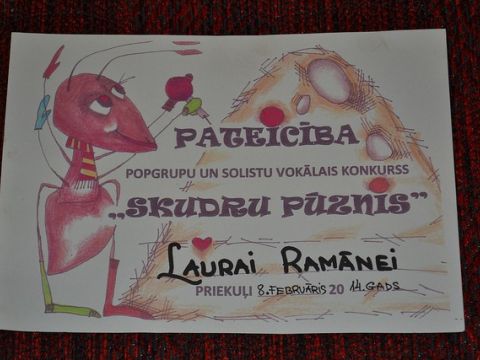 PATEICĪBA
POPGRUPU UN SOLISTU VOKĀLAIS KONKURSS
„SKUDRU PŪZNIS”
LAURAI RAMĀNEI
PRIEKUĻI 8.FEBRUĀRIS 2014.GADS